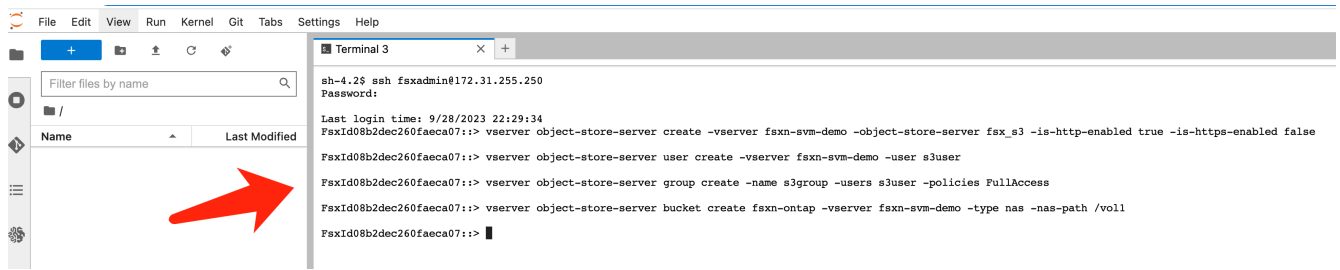 File Edit View Run Kernel Git Tabs Settings Help
Terminal 3
Filter files by name
/
Name Last Modified
sh-4.2$ ssh fsxadmin@172.31.255.250
Password:
Last login time: 9/28/2023 22:29:34
FsxId08b2dec260faeca07::> vserver object-store-server create -vserver fsxn-svm-demo -object-store-server fsx_s3 -is-http-enabled true -is-https-enabled false
FsxId08b2dec260faeca07::> vserver object-store-server user create -vserver fsxn-svm-demo -user s3user
FsxId08b2dec260faeca07::> vserver object-store-server group create -name s3group -users s3user -policies FullAccess
FsxId08b2dec260faeca07::> vserver object-store-server bucket create fsxn-ontap -vserver fsxn-svm-demo -type nas -nas-path /vol1
FsxId08b2dec260faeca07::>